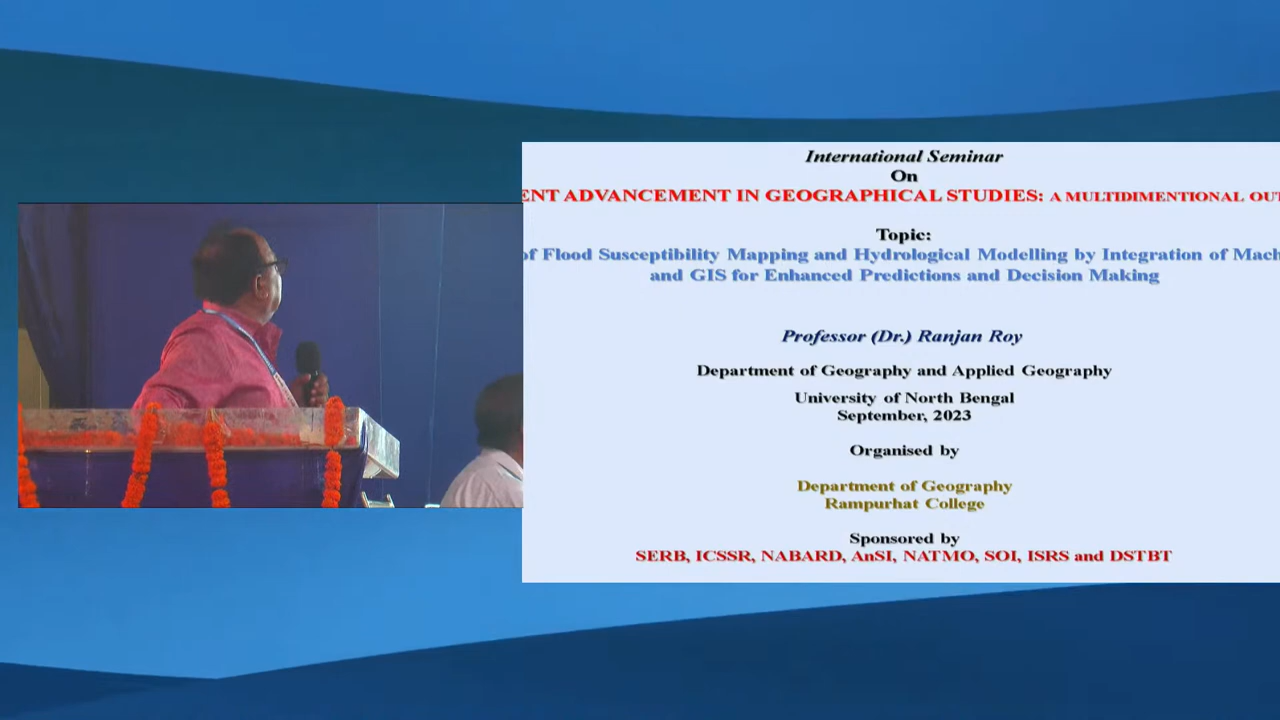 International Seminar
On
ENT ADVANCEMENT IN GEOGRAPHICAL STUDIES: A MULTIDIMENTIONAL OUT
Topic:
of Flood Susceptibility Mapping and Hydrological Modelling by Integration of Mach
and GIS for Enhanced Predictions and Decision Making
Professor (Dr.) Ranjan Roy
Department of Geography and Applied Geography
University of North Bengal
September, 2023
Organised by
Department of Geography
Rampurhat College
Sponsored by
SERB, ICSSR, NABARD, AnSI, NATMO, SOI, ISRS and DSTBT